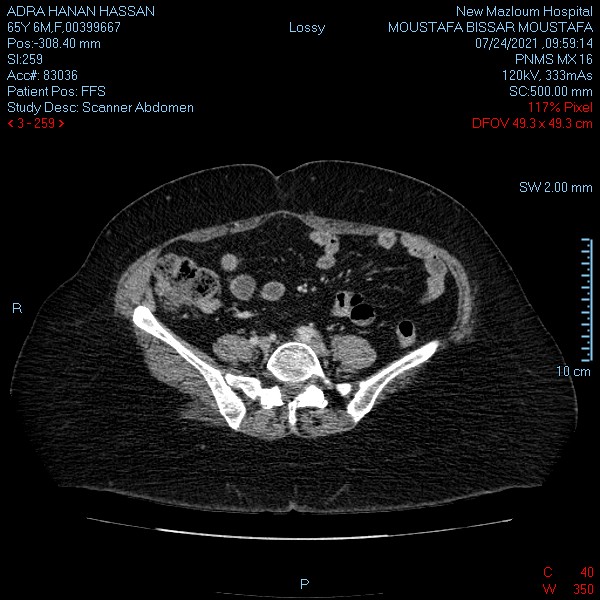 ADRA HANAN HASSAN
65Y 6M,F,00399667
Pos:-308.40 mm
SI:259
Acc#: 83036
Patient Pos: FFS
Study Desc: Scanner Abdomen
< 3 - 259 >
Lossy
New Mazloum Hospital
MOUSTAFA BISSAR MOUSTAFA
07/24/2021 ,09:59:14
PNMS MX 16
120kV, 333mAs
SC:500.00 mm
117% Pixel
DFOV 49.3 x 49.3 cm
SW 2.00 mm
R
10 cm
P
C 40
W 350